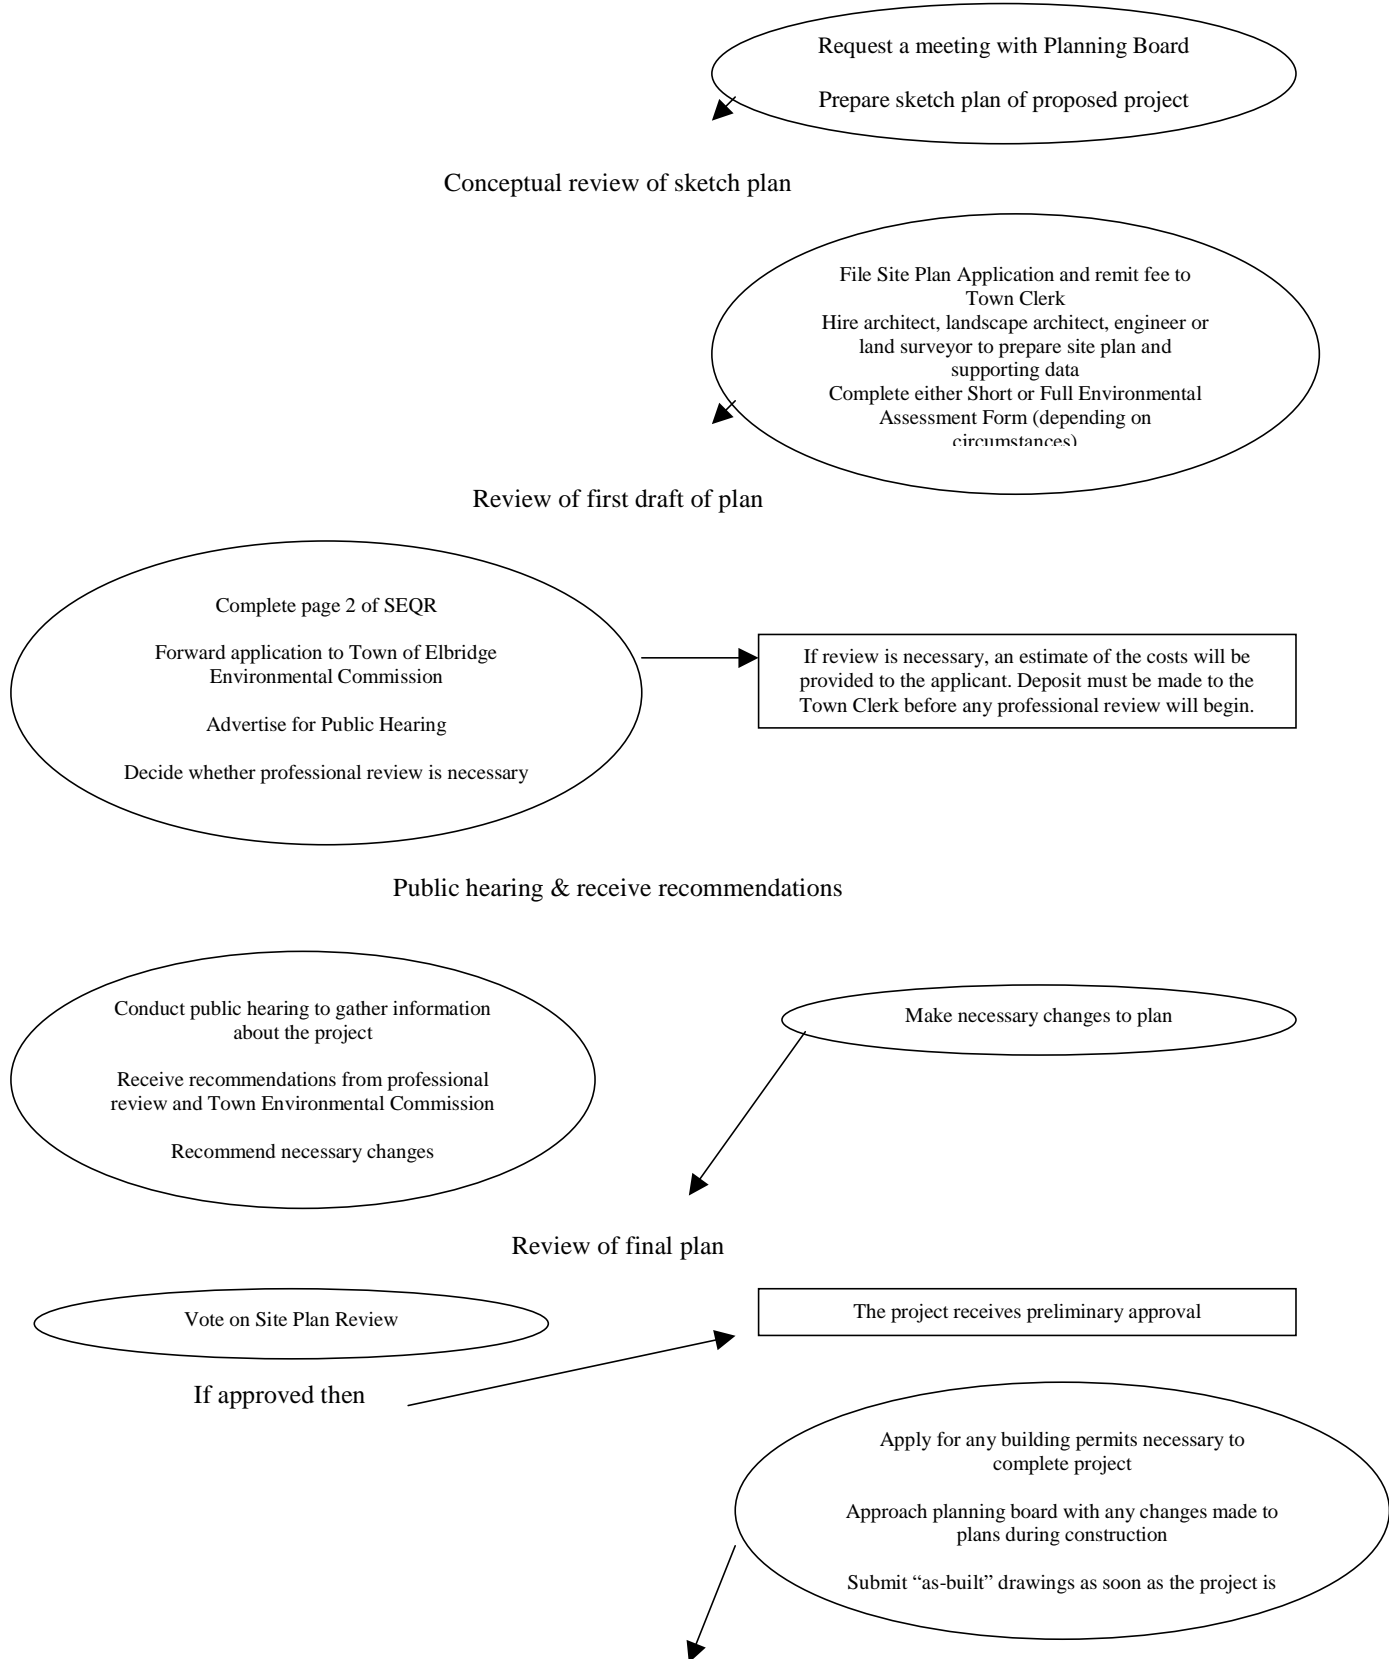 Request a meeting with Planning Board
Prepare sketch plan of proposed project
Conceptual review of sketch plan
File Site Plan Application and remit fee to
Town Clerk
Hire architect, landscape architect, engineer or
land surveyor to prepare site plan and
supporting data
Complete either Short or Full Environmental
Assessment Form (depending on
circumstances)
Review of first draft of plan
Complete page 2 of SEQR
Forward application to Town of Elbridge
Environmental Commission
Advertise for Public Hearing
Decide whether professional review is necessary
If review is necessary, an estimate of the costs will be
provided to the applicant. Deposit must be made to the
Town Clerk before any professional review will begin.
Public hearing & receive recommendations
Conduct public hearing to gather information
about the project
Receive recommendations from professional
review and Town Environmental Commission
Recommend necessary changes
Make necessary changes to plan
Review of final plan
Vote on Site Plan Review
The project receives preliminary approval
If approved then
Apply for any building permits necessary to
complete project
Approach planning board with any changes made to
plans during construction
Submit “as-built” drawings as soon as the project is